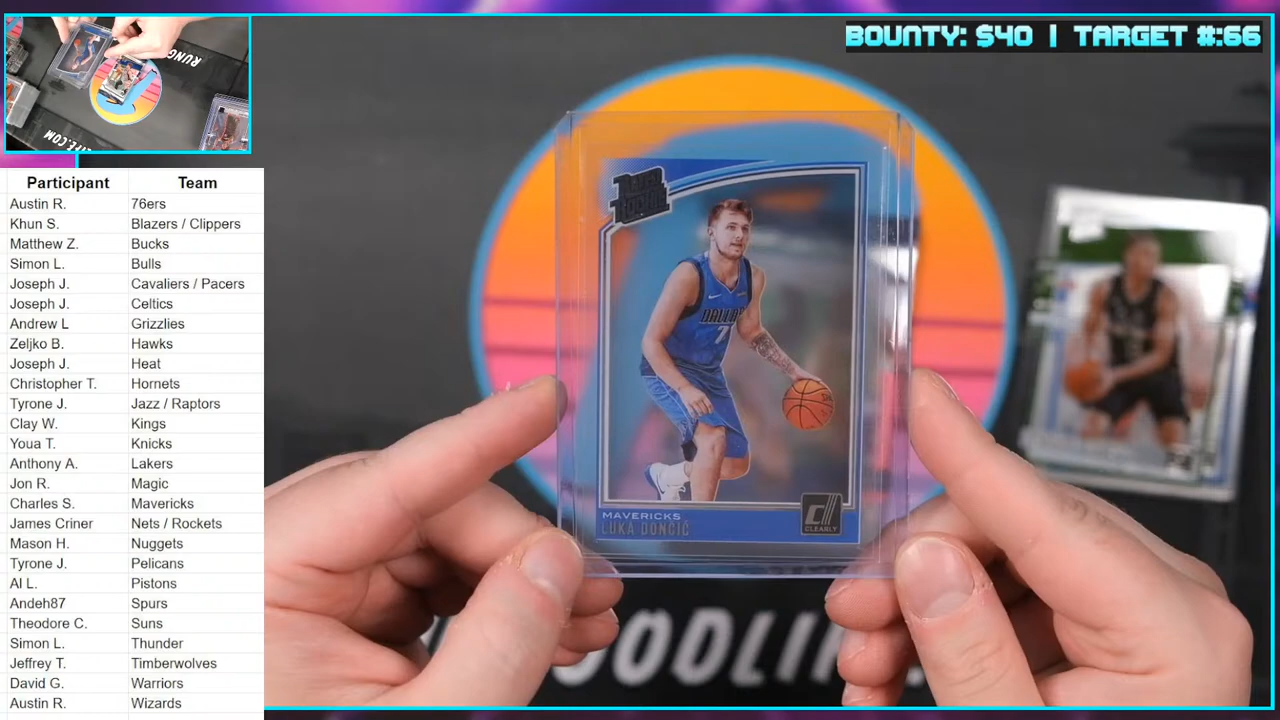 BOUNTY: $40 | TARGET #:66
Participant Team
Austin R. 76ers
Khun S. Blazers / Clippers
Matthew Z. Bucks
Simon L. Bulls
Joseph J. Cavaliers / Pacers
Joseph J. Celtics
Andrew L Grizzlies
Zeljko B. Hawks
Joseph J. Heat
Christopher T. Hornets
Tyrone J. Jazz / Raptors
Clay W. Kings
Youa T. Knicks
Anthony A. Lakers
Jon R. Magic
Charles S. Mavericks
James Criner Nets / Rockets
Mason H. Nuggets
Tyrone J. Pelicans
Al L. Pistons
Andeh87 Spurs
Theodore C. Suns
Simon L. Thunder
Jeffrey T. Timberwolves
David G. Warriors
Austin R. Wizards
RATED
ROOKIE
DALLAS
7
MAVERICKS
LUKA DONČIĆ
CLEARLY